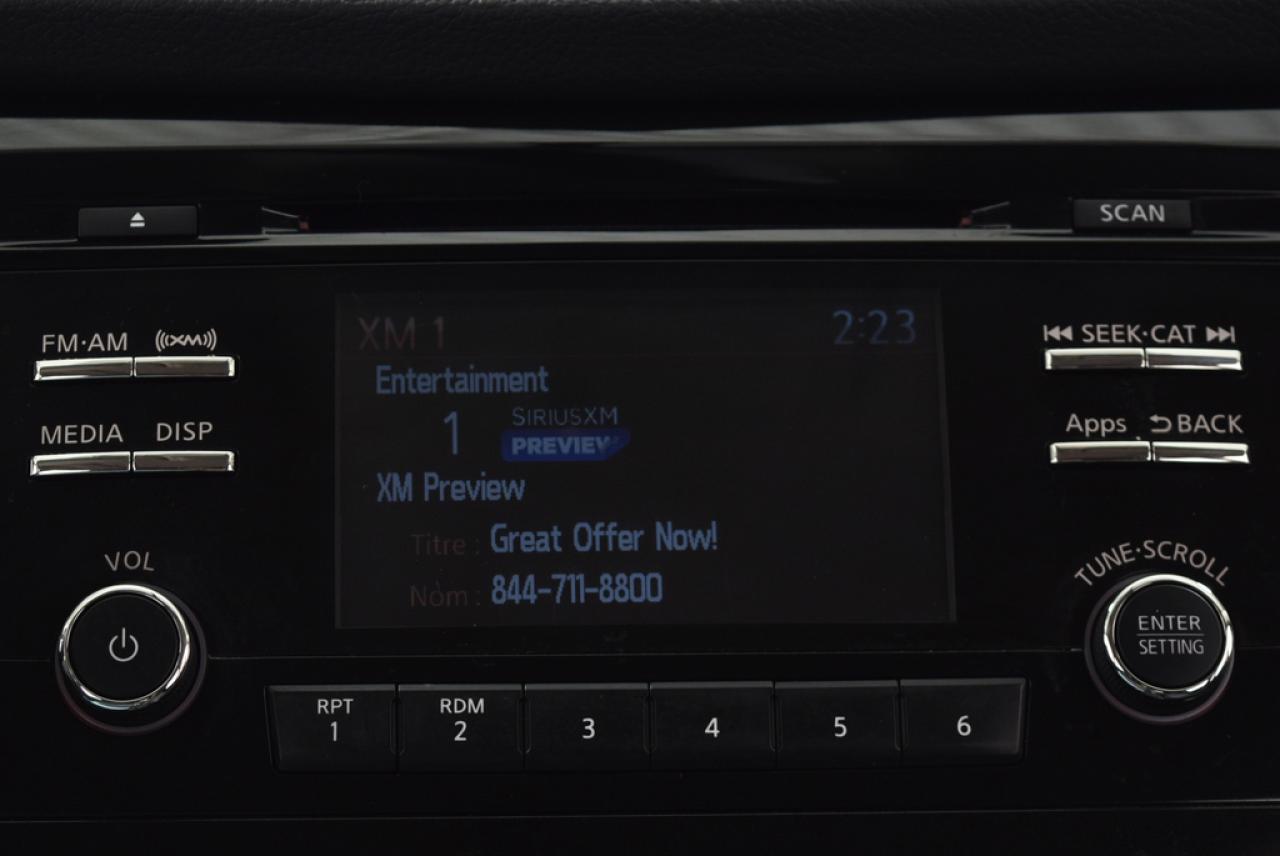 SCAN
FM·AM
XM
SEEK·CAT
MEDIA
DISP
Apps
BACK
VOL
TUNE·SCROLL
ENTER
SETTING
XM 1
2:23
Entertainment
1
SIRIUSXM
PREVIEW
XM Preview
Titre : Great Offer Now!
Nom : 844-711-8800
RPT
1
RDM
2
3
4
5
6